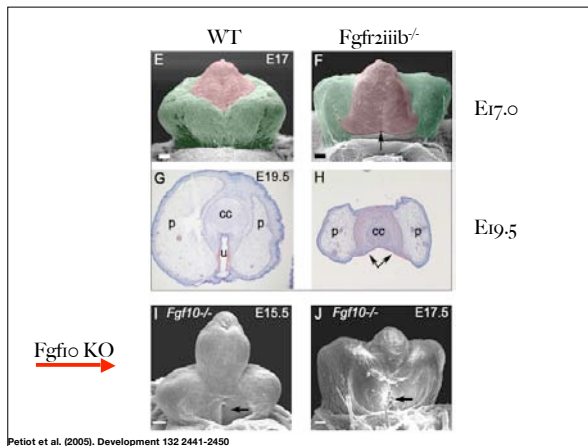 WT Fgfr2iiib-/-
E E17 F
E17.0
G E19.5 H
p cc p p cc p
u
E19.5
I Fgf10-/- E15.5 J Fgf10-/- E17.5
Fgf10 KO
Petiot et al. (2005). Development 132 2441-2450